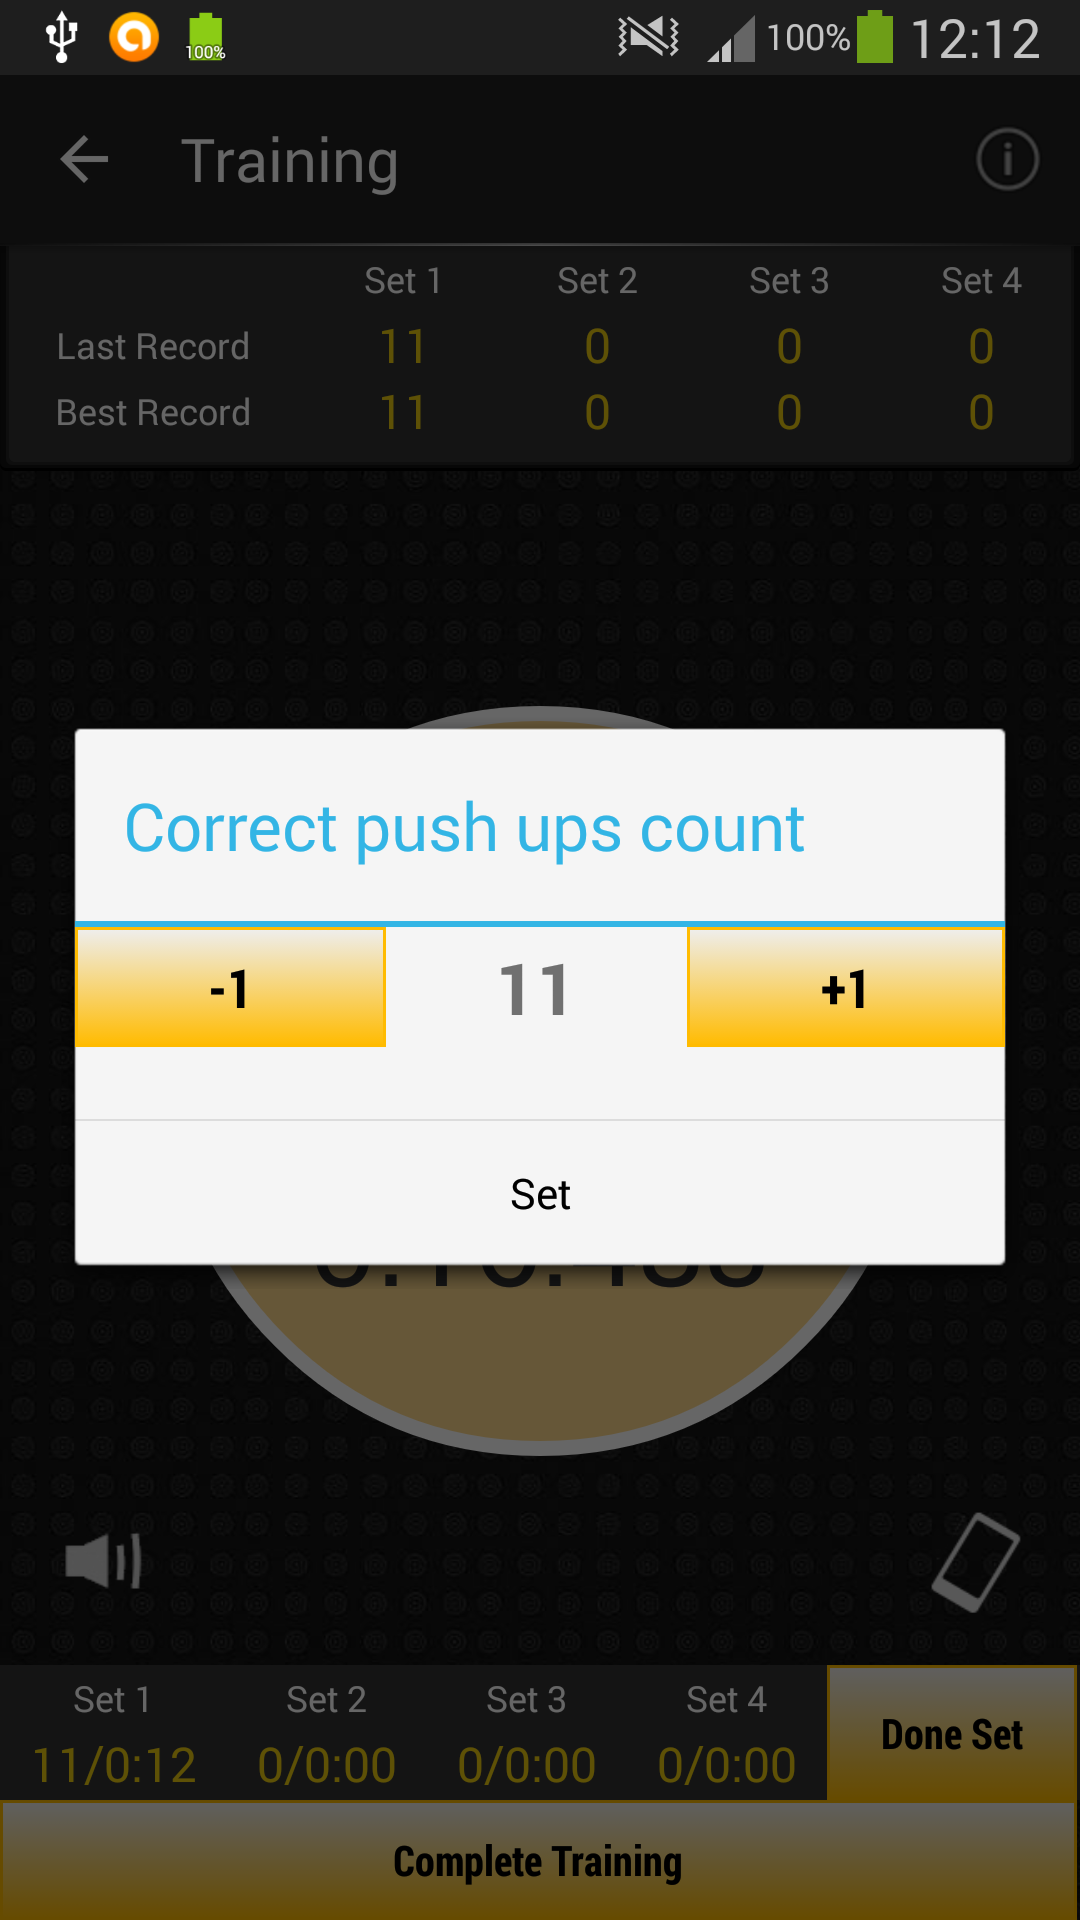 100% 100% 12:12
Training
Set 1 Set 2 Set 3 Set 4
Last Record 11 0 0 0
Best Record 11 0 0 0
Correct push ups count
-1 11 +1
Set
Set 1 Set 2 Set 3 Set 4
11/0:12 0/0:00 0/0:00 0/0:00
Done Set
Complete Training